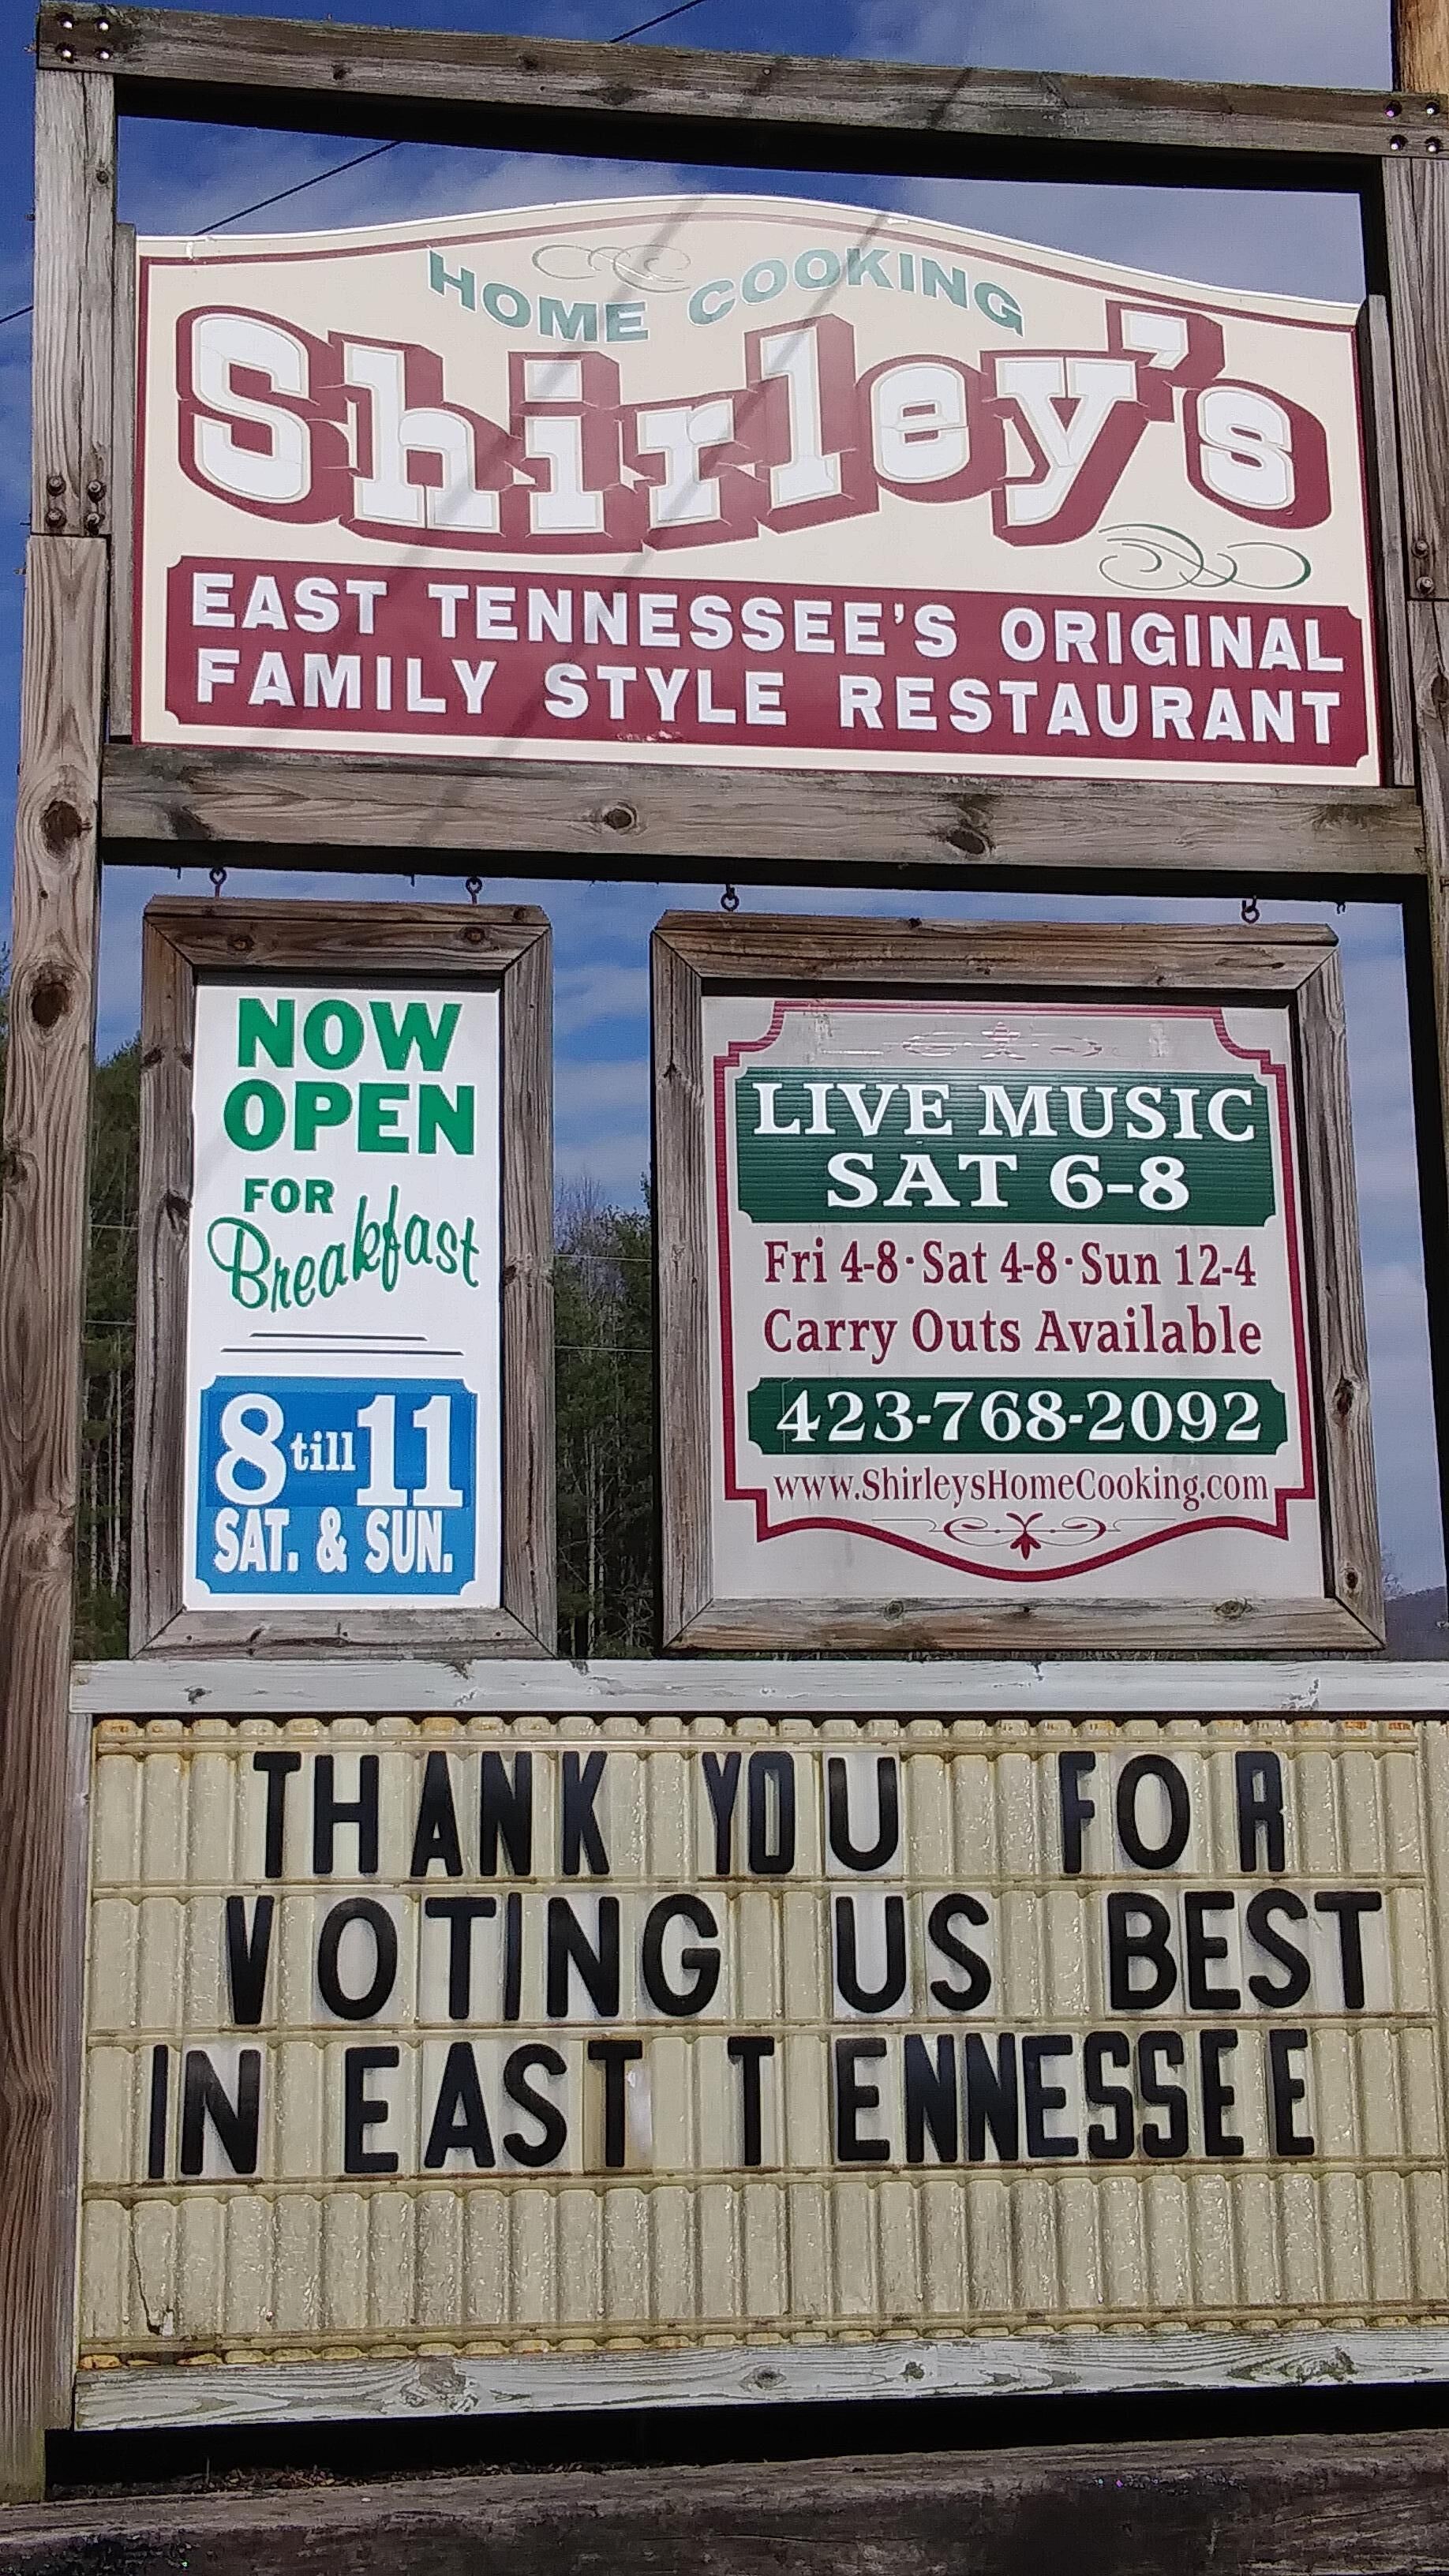 HOME COOKING
Shirley's
EAST TENNESSEE'S ORIGINAL
FAMILY STYLE RESTAURANT
NOW
OPEN
FOR
Breakfast
8 till 11
SAT. & SUN.
LIVE MUSIC
SAT 6-8
Fri 4-8·Sat 4-8·Sun 12-4
Carry Outs Available
423-768-2092
www.ShirleysHomeCooking.com
THANK YOU FOR
VOTING US BEST
IN EAST TENNESSEE